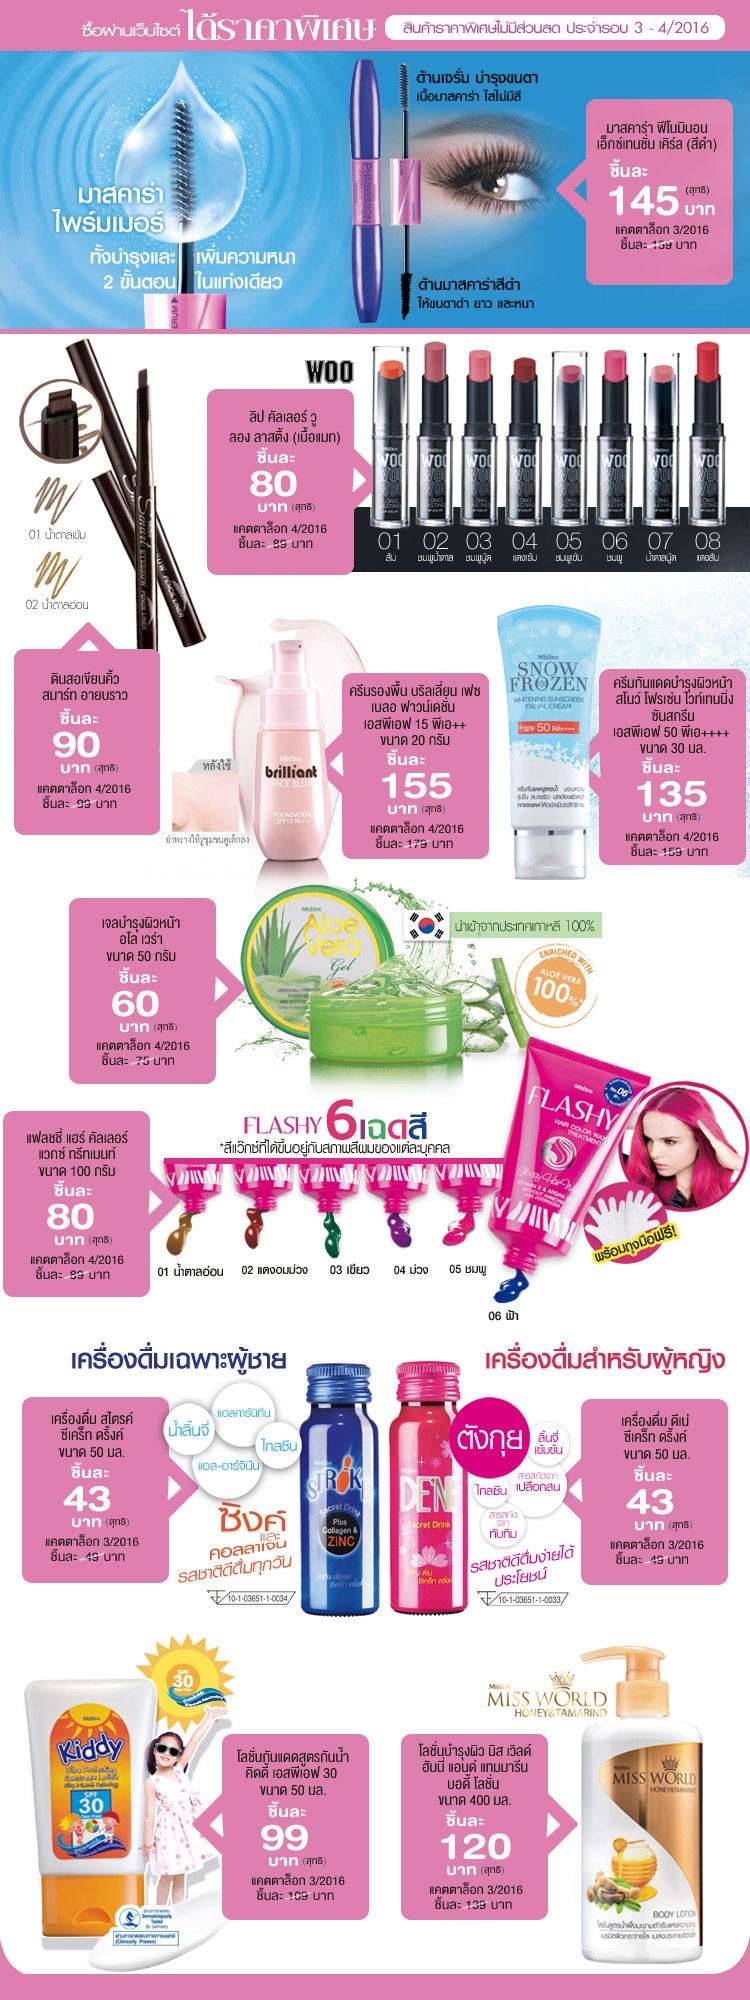 ซื้อผ่านเว็บไซต์ ได้ราคาพิเศษ
สินค้าราคาพิเศษไม่มีส่วนลด ประจำรอบ 3 - 4/2016
มาสคาร่า
ไพร์มเมอร์
ทั้งบำรุงและ เพิ่มความหนา
2 ขั้นตอน ในแท่งเดียว
ด้านเซรั่ม บำรุงขนตา
เนื้อมาสคาร่า ใสไม่มีสี
ด้านมาสคาร่าสีดำ
ให้ขนตาดำ ยาว และหนา
มาสคาร่า ฟีโนมินอน
เอ็กซ์เทนชั่น เคิร์ล (สีดำ)
ชิ้นละ
145 บาท
(สุทธิ)
แคตตาล็อก 3/2016
ชิ้นละ 159 บาท
01 น้ำตาลเข้ม
02 น้ำตาลอ่อน
ดินสอเขียนคิ้ว
สมาร์ท อายบราว
ชิ้นละ
90
บาท (สุทธิ)
แคตตาล็อก 4/2016
ชิ้นละ 99 บาท
WOO
ลิป คัลเลอร์ วู
ลอง ลาสติ้ง (เนื้อแมท)
ชิ้นละ
80
บาท (สุทธิ)
แคตตาล็อก 4/2016
ชิ้นละ 89 บาท
01 02 03 04 05 06 07 08
ส้ม ชมพูน้ำตาล ชมพูนู้ด แดงเข้ม ชมพูเข้ม ชมพู น้ำตาลนู้ด แดงส้ม
หลังใช้
อำพรางให้รูขุมขนดูเล็กลง
Mistine
brilliant
FACE BLUR
FOUNDATION
SPF15 PA++
ครีมรองพื้น บริลเลี่ยน เฟซ
เบลอ ฟาวน์เดชั่น
เอสพีเอฟ 15 พีเอ++
ขนาด 20 กรัม
ชิ้นละ
155
บาท (สุทธิ)
แคตตาล็อก 4/2016
ชิ้นละ 179 บาท
Mistine
SNOW
FROZEN
WHITENING SUNSCREEN
FACIAL CREAM
SPF 50 PA++++
ครีมกันแดดบำรุงผิวหน้า
สโนว์ โฟรเซ่น ไวท์เทนนิ่ง
ซันสกรีน
เอสพีเอฟ 50 พีเอ++++
ขนาด 30 มล.
ชิ้นละ
135
บาท (สุทธิ)
แคตตาล็อก 4/2016
ชิ้นละ 159 บาท
เจลบำรุงผิวหน้า
อโล เวร่า
ขนาด 50 กรัม
ชิ้นละ
60
บาท (สุทธิ)
แคตตาล็อก 4/2016
ชิ้นละ 75 บาท
Mistine
Aloe
Vera
Gel
นำเข้าจากประเทศเกาหลี 100%
ENRICHED WITH
ALOE VERA
100%
แฟลชชี่ แฮร์ คัลเลอร์
แวกซ์ ทรีทเมนท์
ขนาด 100 กรัม
ชิ้นละ
80
บาท (สุทธิ)
แคตตาล็อก 4/2016
ชิ้นละ 89 บาท
FLASHY 6 เฉดสี
*สีแว๊กซ์ที่ได้ขึ้นอยู่กับสภาพสีผมของแต่ละบุคคล
01 น้ำตาลอ่อน
02 แดงอมม่วง
03 เขียว
04 ม่วง
05 ชมพู
06 ฟ้า
No.06
Mistine
FLASHY
HAIR COLOR WAX
TREATMENT
พร้อมถุงมือฟรี!
เครื่องดื่มเฉพาะผู้ชาย
เครื่องดื่มสำหรับผู้หญิง
เครื่องดื่ม สไตรค์
ซีเคร็ท ดริ้งค์
ขนาด 50 มล.
ชิ้นละ
43
บาท (สุทธิ)
แคตตาล็อก 3/2016
ชิ้นละ 49 บาท
น้ำลิ้นจี่
แอลคาร์นิทีน
ไกลซีน
แอล-อาร์จินีน
ซิงค์
และ
คอลลาเจน
รสชาติดีดื่มทุกวัน
10-1-03651-1-0034
STRIKE
Secret Drink
Plus
Collagen &
ZINC
DENE
Secret Drink
ตังกุย
ลิ้นจี่
เข้มข้น
ไกลซีน
สารสกัดจาก
เปลือกสน
สารสกัด
จาก
ทับทิม
รสชาติดีดื่มง่ายได้
ประโยชน์
10-1-03651-1-0033
เครื่องดื่ม ดีเน่
ซีเคร็ท ดริ้งค์
ขนาด 50 มล.
ชิ้นละ
43
บาท (สุทธิ)
แคตตาล็อก 3/2016
ชิ้นละ 49 บาท
SPF
30
Mistine
Kiddy
SPF
30
โลชั่นกันแดดสูตรกันน้ำ
คิดดี้ เอสพีเอฟ 30
ขนาด 50 มล.
ชิ้นละ
99
บาท (สุทธิ)
แคตตาล็อก 3/2016
ชิ้นละ 109 บาท
โลชั่นบำรุงผิว มิส เวิลด์
ฮันนี่ แอนด์ แทมมารีน
บอดี้ โลชั่น
ขนาด 400 มล.
ชิ้นละ
120
บาท (สุทธิ)
แคตตาล็อก 3/2016
ชิ้นละ 139 บาท
Mistine
MISS WORLD
HONEY&TAMARIND
Mistine
MISS WORLD
HONEY&TAMARIND
BODY LOTION